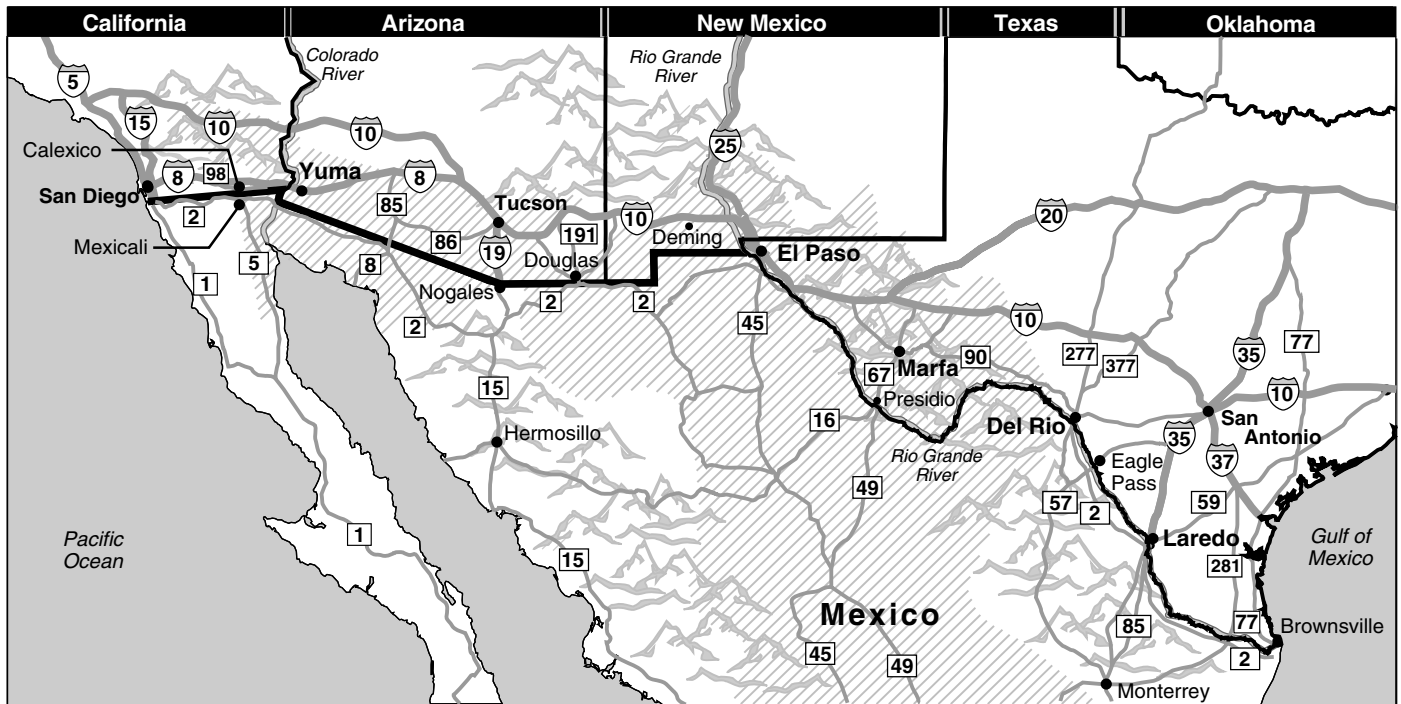 California
Arizona
New Mexico
Texas
Oklahoma
Colorado
River
Rio Grande
River
5
15
10
10
25
Calexico
8
98
Yuma
8
San Diego
2
85
Tucson
10
191
20
Mexicali
86
19
Deming
El Paso
5
8
Douglas
1
Nogales
2
2
2
45
10
90
277
377
35
77
Marfa
67
15
Presidio
10
16
Del Rio
San
Antonio
Hermosillo
35
Rio Grande
River
Eagle
Pass
37
49
57
2
59
1
Pacific
Ocean
Laredo
Gulf of
Mexico
15
281
Mexico
85
77
Brownsville
45
49
2
Monterrey